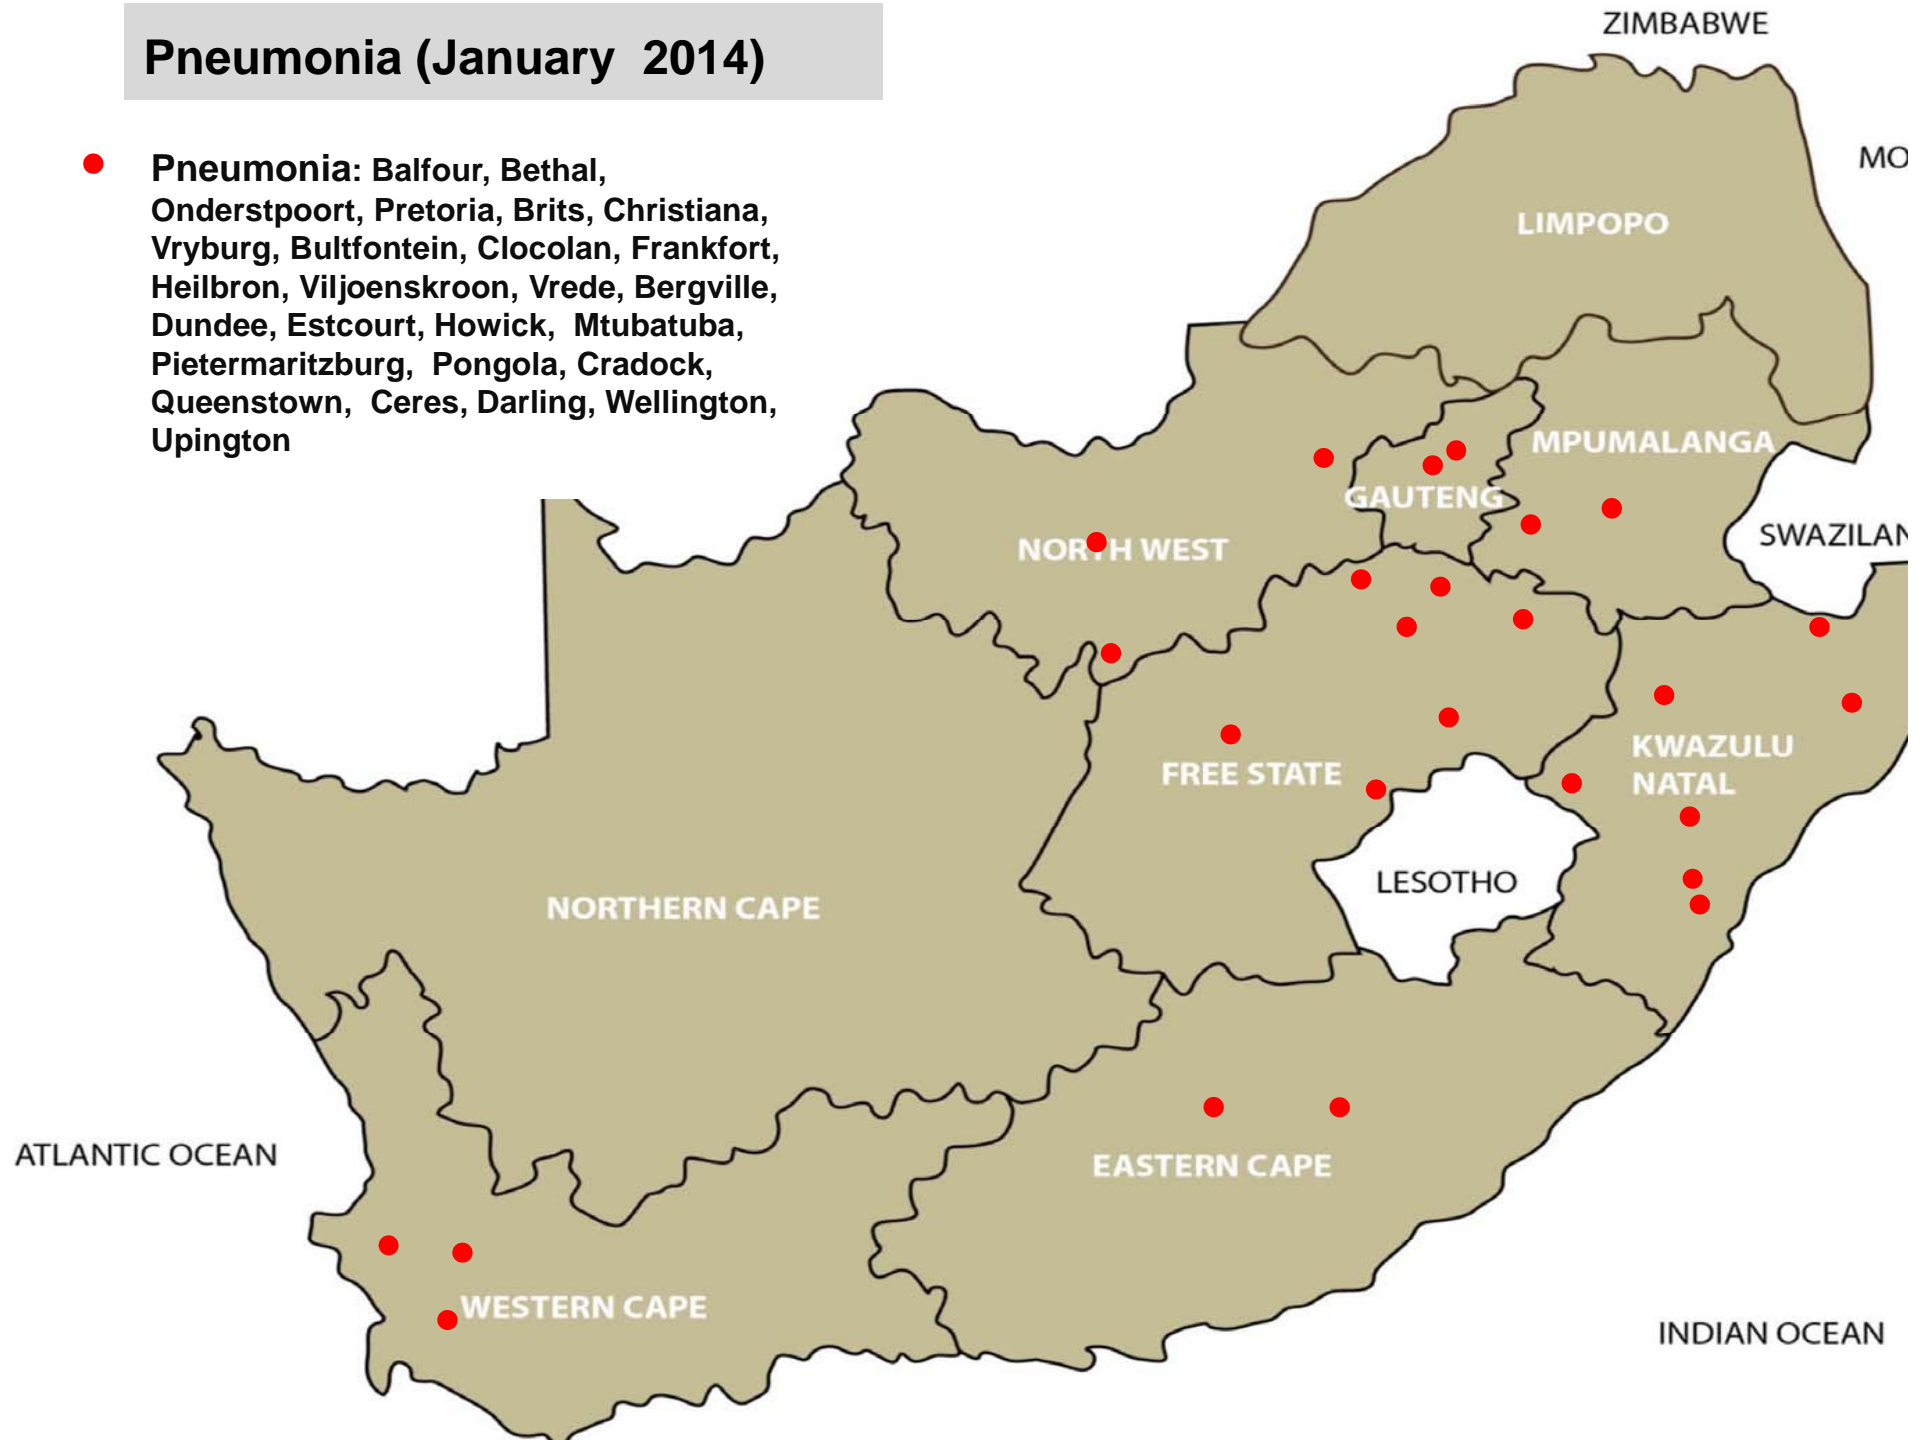 Pneumonia (January 2014)
Pneumonia: Balfour, Bethal,
Onderstpoort, Pretoria, Brits, Christiana,
Vryburg, Bultfontein, Clocolan, Frankfort,
Heilbron, Viljoenskroon, Vrede, Bergville,
Dundee, Estcourt, Howick, Mtubatuba,
Pietermaritzburg, Pongola, Cradock,
Queenstown, Ceres, Darling, Wellington,
Upington
ZIMBABWE
MO
LIMPOPO
MPUMALANGA
GAUTENG
SWAZILAN
NORTH WEST
KWAZULU
NATAL
FREE STATE
LESOTHO
NORTHERN CAPE
ATLANTIC OCEAN
EASTERN CAPE
WESTERN CAPE
INDIAN OCEAN